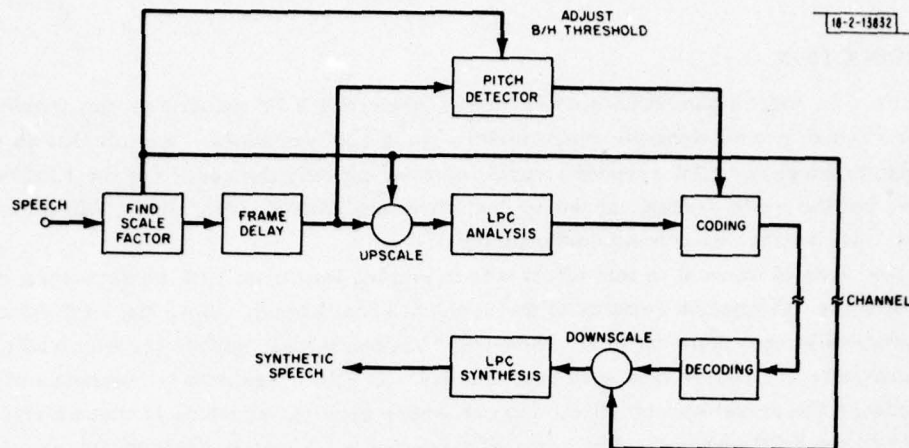 ADJUST
B/H THRESHOLD
18-2-13832
PITCH
DETECTOR
SPEECH
FIND
SCALE
FACTOR
FRAME
DELAY
UPSCALE
LPC
ANALYSIS
CODING
CHANNEL
SYNTHETIC
SPEECH
LPC
SYNTHESIS
DOWNSCALE
DECODING